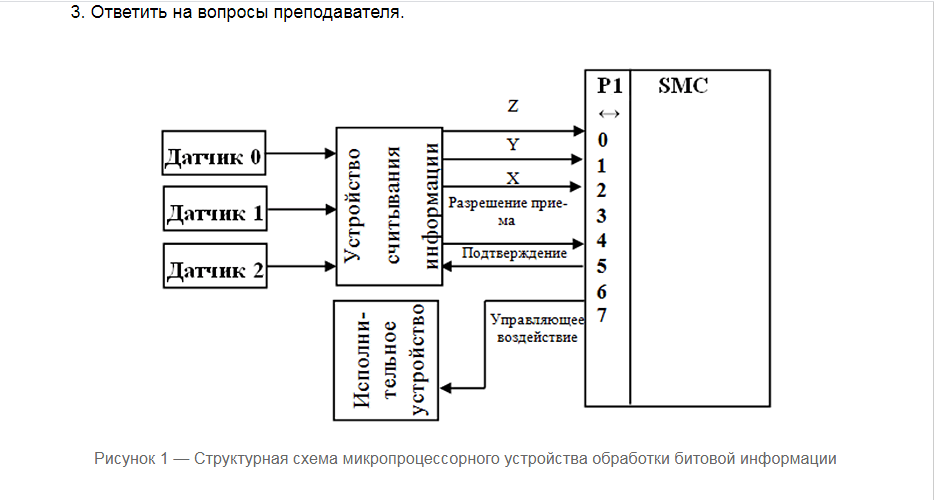 3. Ответить на вопросы преподавателя.
P1
SMC
↔
0
1
2
3
4
5
6
7
Z
Y
X
Разрешение прие-
ма
Подтверждение
Управляющее
воздействие
Датчик 0
Датчик 1
Датчик 2
Устройство
считывания
информации
Исполни-
тельное
устройство
Рисунок 1 — Структурная схема микропроцессорного устройства обработки битовой информации